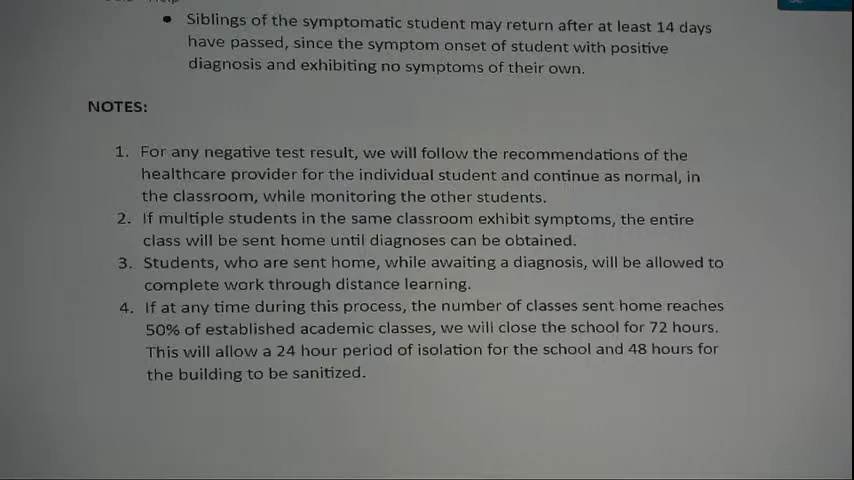 Help
• Siblings of the symptomatic student may return after at least 14 days
have passed, since the symptom onset of student with positive
diagnosis and exhibiting no symptoms of their own.
NOTES:
1. For any negative test result, we will follow the recommendations of the
healthcare provider for the individual student and continue as normal, in
the classroom, while monitoring the other students.
2. If multiple students in the same classroom exhibit symptoms, the entire
class will be sent home until diagnoses can be obtained.
3. Students, who are sent home, while awaiting a diagnosis, will be allowed to
complete work through distance learning.
4. If at any time during this process, the number of classes sent home reaches
50% of established academic classes, we will close the school for 72 hours.
This will allow a 24 hour period of isolation for the school and 48 hours for
the building to be sanitized.